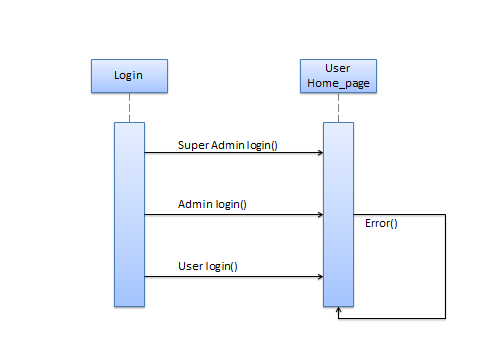 Login
User
Home_page
Super Admin login()
Admin login()
Error()
User login()